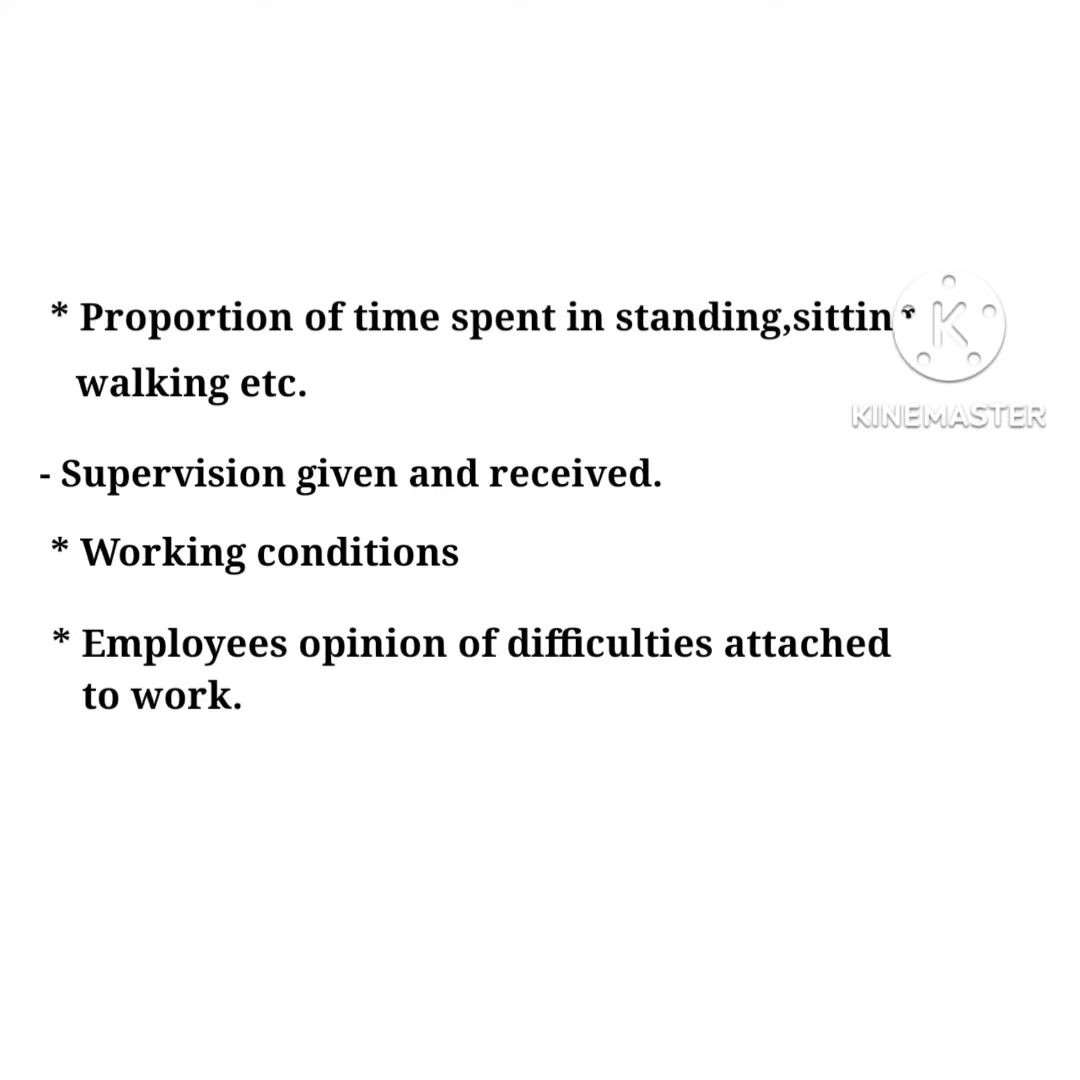 * Proportion of time spent in standing,sittin
walking etc.
KINEMASTER
- Supervision given and received.
* Working conditions
* Employees opinion of difficulties attached
to work.